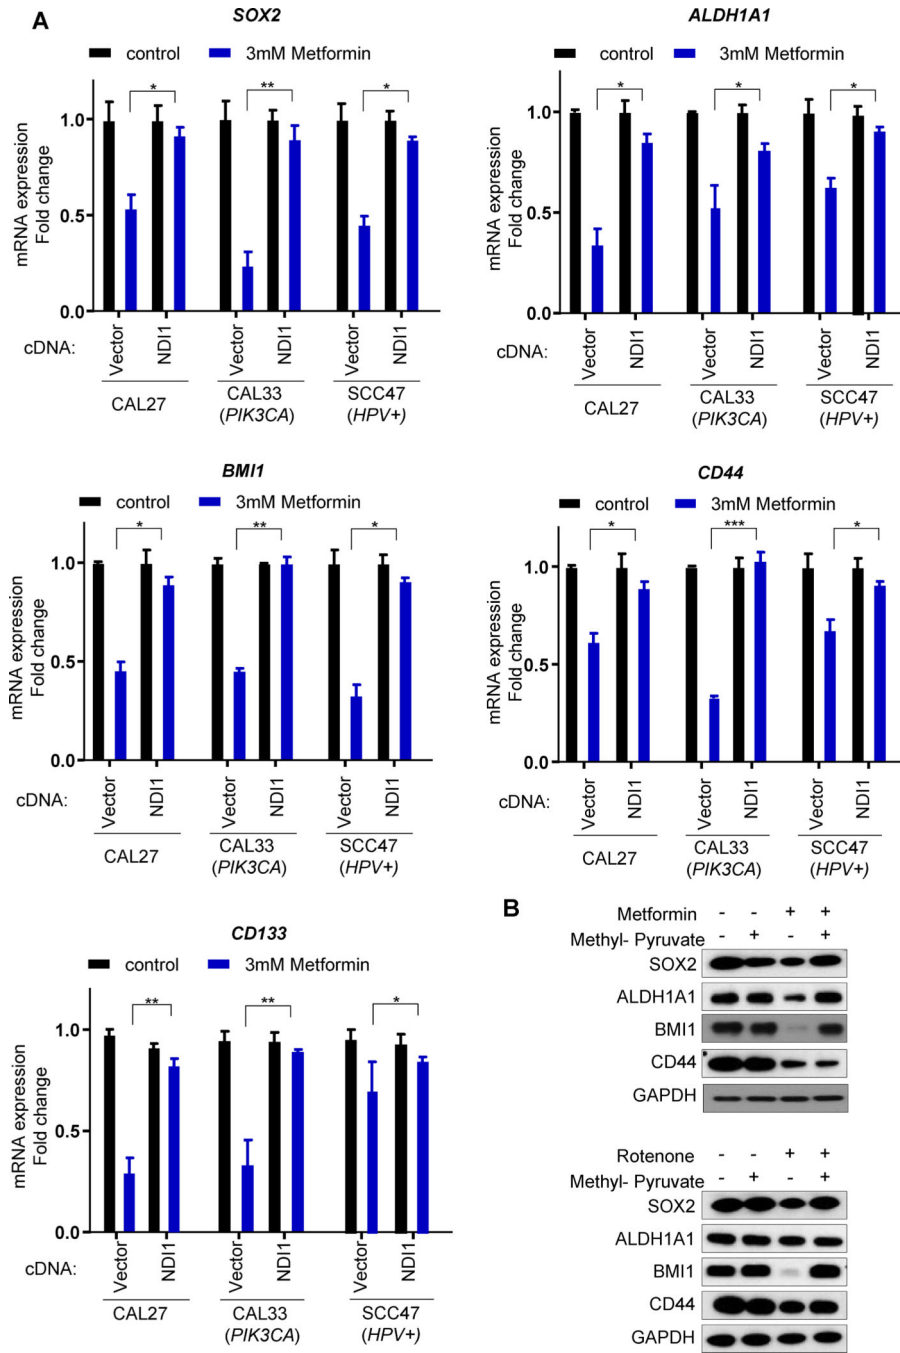 A
SOX2
control 3mM Metformin
* ** *
mRNA expression
Fold change
1.0
0.5
0.0
cDNA:
Vector NDI1 Vector NDI1 Vector NDI1
CAL27 CAL33 SCC47
(PIK3CA) (HPV+)
ALDH1A1
control 3mM Metformin
* * *
mRNA expression
Fold change
1.0
0.5
0.0
cDNA:
Vector NDI1 Vector NDI1 Vector NDI1
CAL27 CAL33 SCC47
(PIK3CA) (HPV+)
BMI1
control 3mM Metformin
* ** *
mRNA expression
Fold change
1.0
0.5
0.0
cDNA:
Vector NDI1 Vector NDI1 Vector NDI1
CAL27 CAL33 SCC47
(PIK3CA) (HPV+)
CD44
control 3mM Metformin
* *** *
mRNA expression
Fold change
1.0
0.5
0.0
cDNA:
Vector NDI1 Vector NDI1 Vector NDI1
CAL27 CAL33 SCC47
(PIK3CA) (HPV+)
CD133
control 3mM Metformin
** ** *
mRNA expression
Fold change
1.0
0.5
0.0
cDNA:
Vector NDI1 Vector NDI1 Vector NDI1
CAL27 CAL33 SCC47
(PIK3CA) (HPV+)
B
Metformin - - + +
Methyl- Pyruvate - + - +
SOX2
ALDH1A1
BMI1
CD44
GAPDH
Rotenone - - + +
Methyl- Pyruvate - + - +
SOX2
ALDH1A1
BMI1
CD44
GAPDH